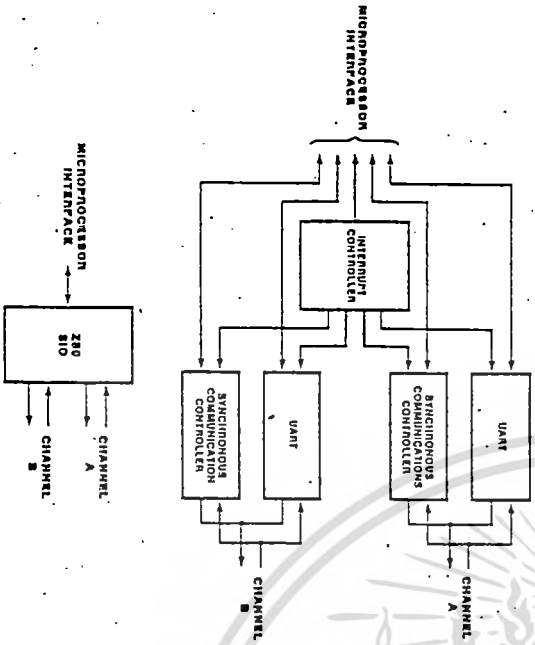 MICROPROCESSOR
INTERFACE
INTERRUPT
CONTROLLER
UART
SYNCHRONOUS
COMMUNICATIONS
CONTROLLER
CHANNEL
A
UART
SYNCHRONOUS
COMMUNICATION
CONTROLLER
CHANNEL
B
MICROPROCESSOR
INTERFACE
Z80
SIO
CHANNEL
A
CHANNEL
B